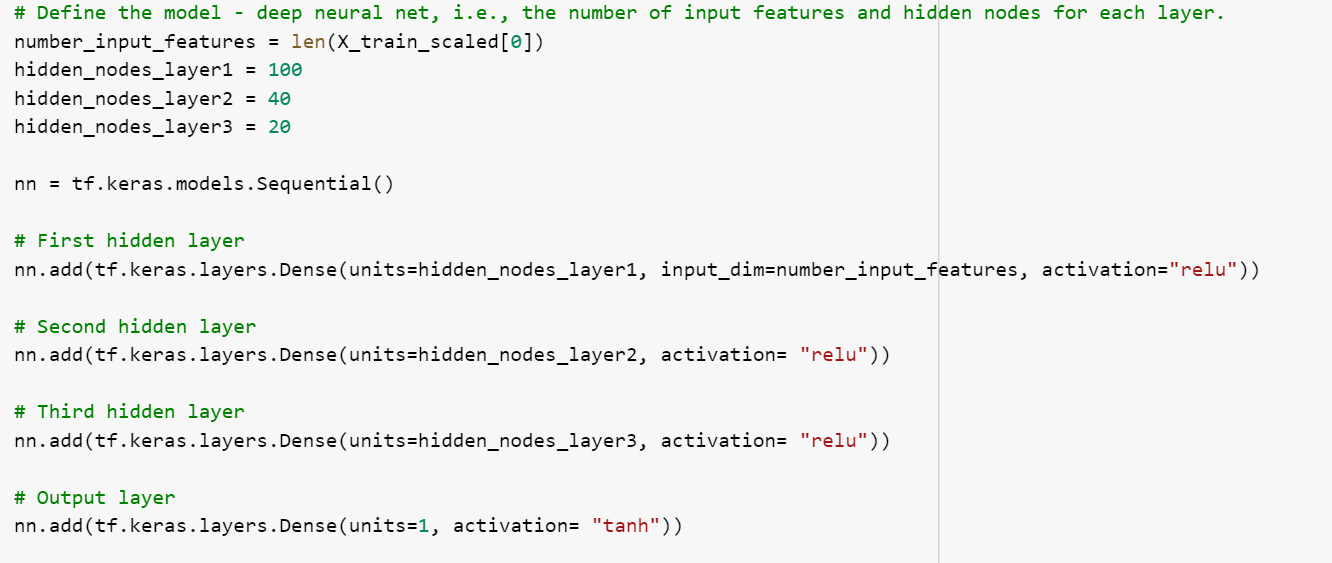 # Define the model - deep neural net, i.e., the number of input features and hidden nodes for each layer.
number_input_features = len(X_train_scaled[0])
hidden_nodes_layer1 = 100
hidden_nodes_layer2 = 40
hidden_nodes_layer3 = 20
nn = tf.keras.models.Sequential()
# First hidden layer
nn.add(tf.keras.layers.Dense(units=hidden_nodes_layer1, input_dim=number_input_features, activation="relu"))
# Second hidden layer
nn.add(tf.keras.layers.Dense(units=hidden_nodes_layer2, activation= "relu"))
# Third hidden layer
nn.add(tf.keras.layers.Dense(units=hidden_nodes_layer3, activation= "relu"))
# Output layer
nn.add(tf.keras.layers.Dense(units=1, activation= "tanh"))